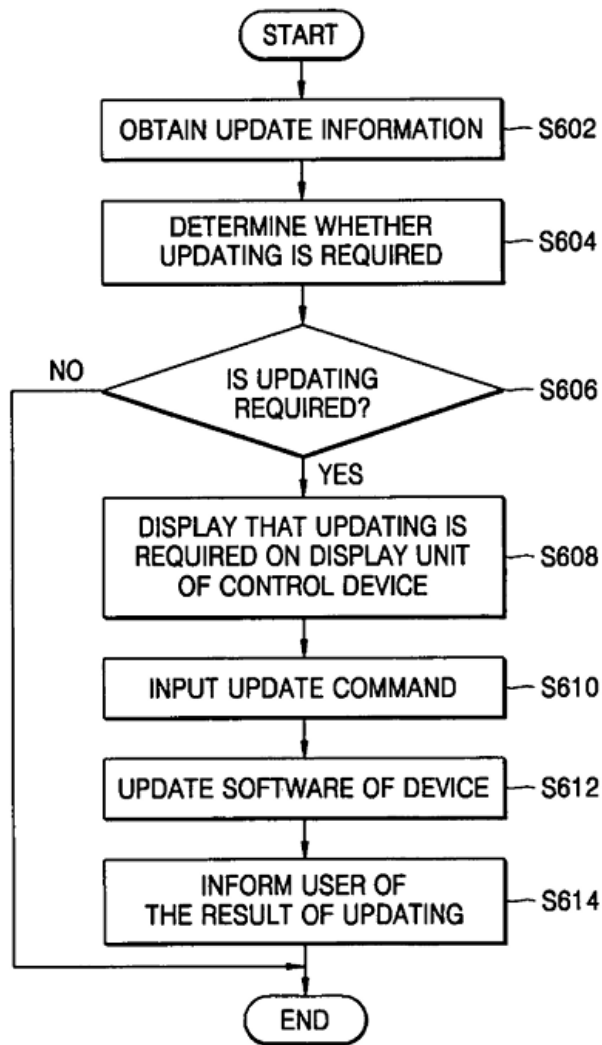 START
OBTAIN UPDATE INFORMATION
S602
DETERMINE WHETHER
UPDATING IS REQUIRED
S604
NO
IS UPDATING
REQUIRED?
S606
YES
DISPLAY THAT UPDATING IS
REQUIRED ON DISPLAY UNIT
OF CONTROL DEVICE
S608
INPUT UPDATE COMMAND
S610
UPDATE SOFTWARE OF DEVICE
S612
INFORM USER OF
THE RESULT OF UPDATING
S614
END